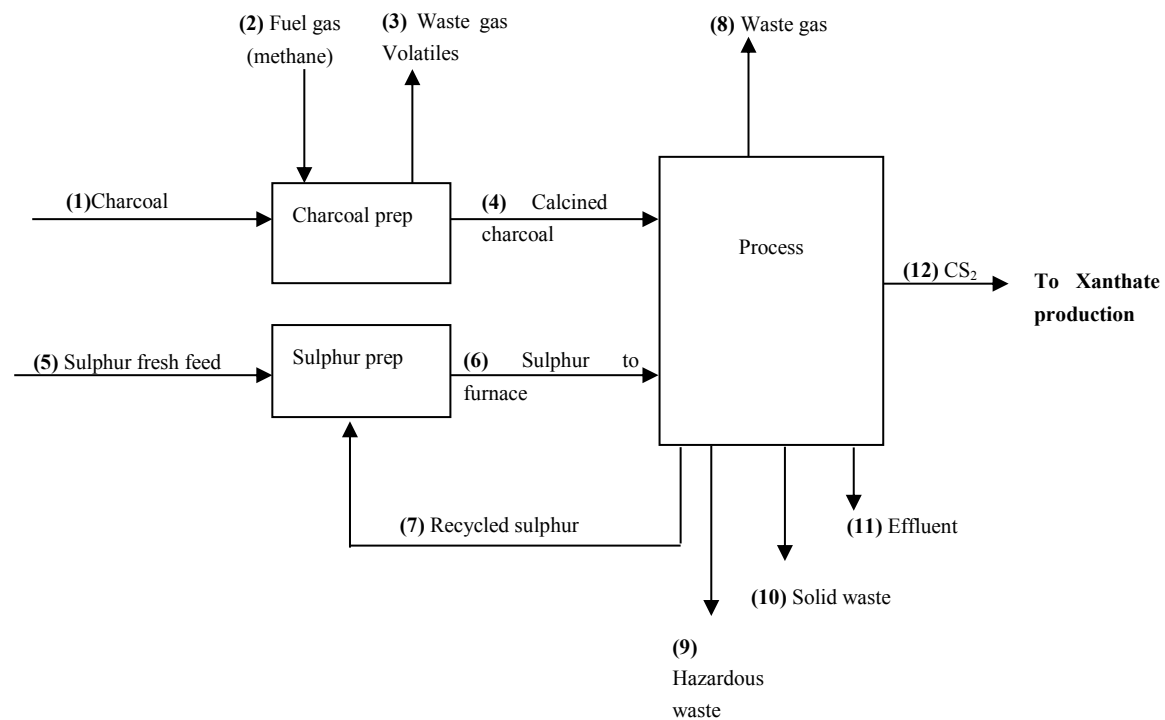 (2) Fuel gas
(methane)
(3) Waste gas
Volatiles
(8) Waste gas
(1)Charcoal
Charcoal prep
(4) Calcined
charcoal
Process
(12) CS₂
To Xanthate
production
(5) Sulphur fresh feed
Sulphur prep
(6) Sulphur to
furnace
(7) Recycled sulphur
(11) Effluent
(10) Solid waste
(9)
Hazardous
waste